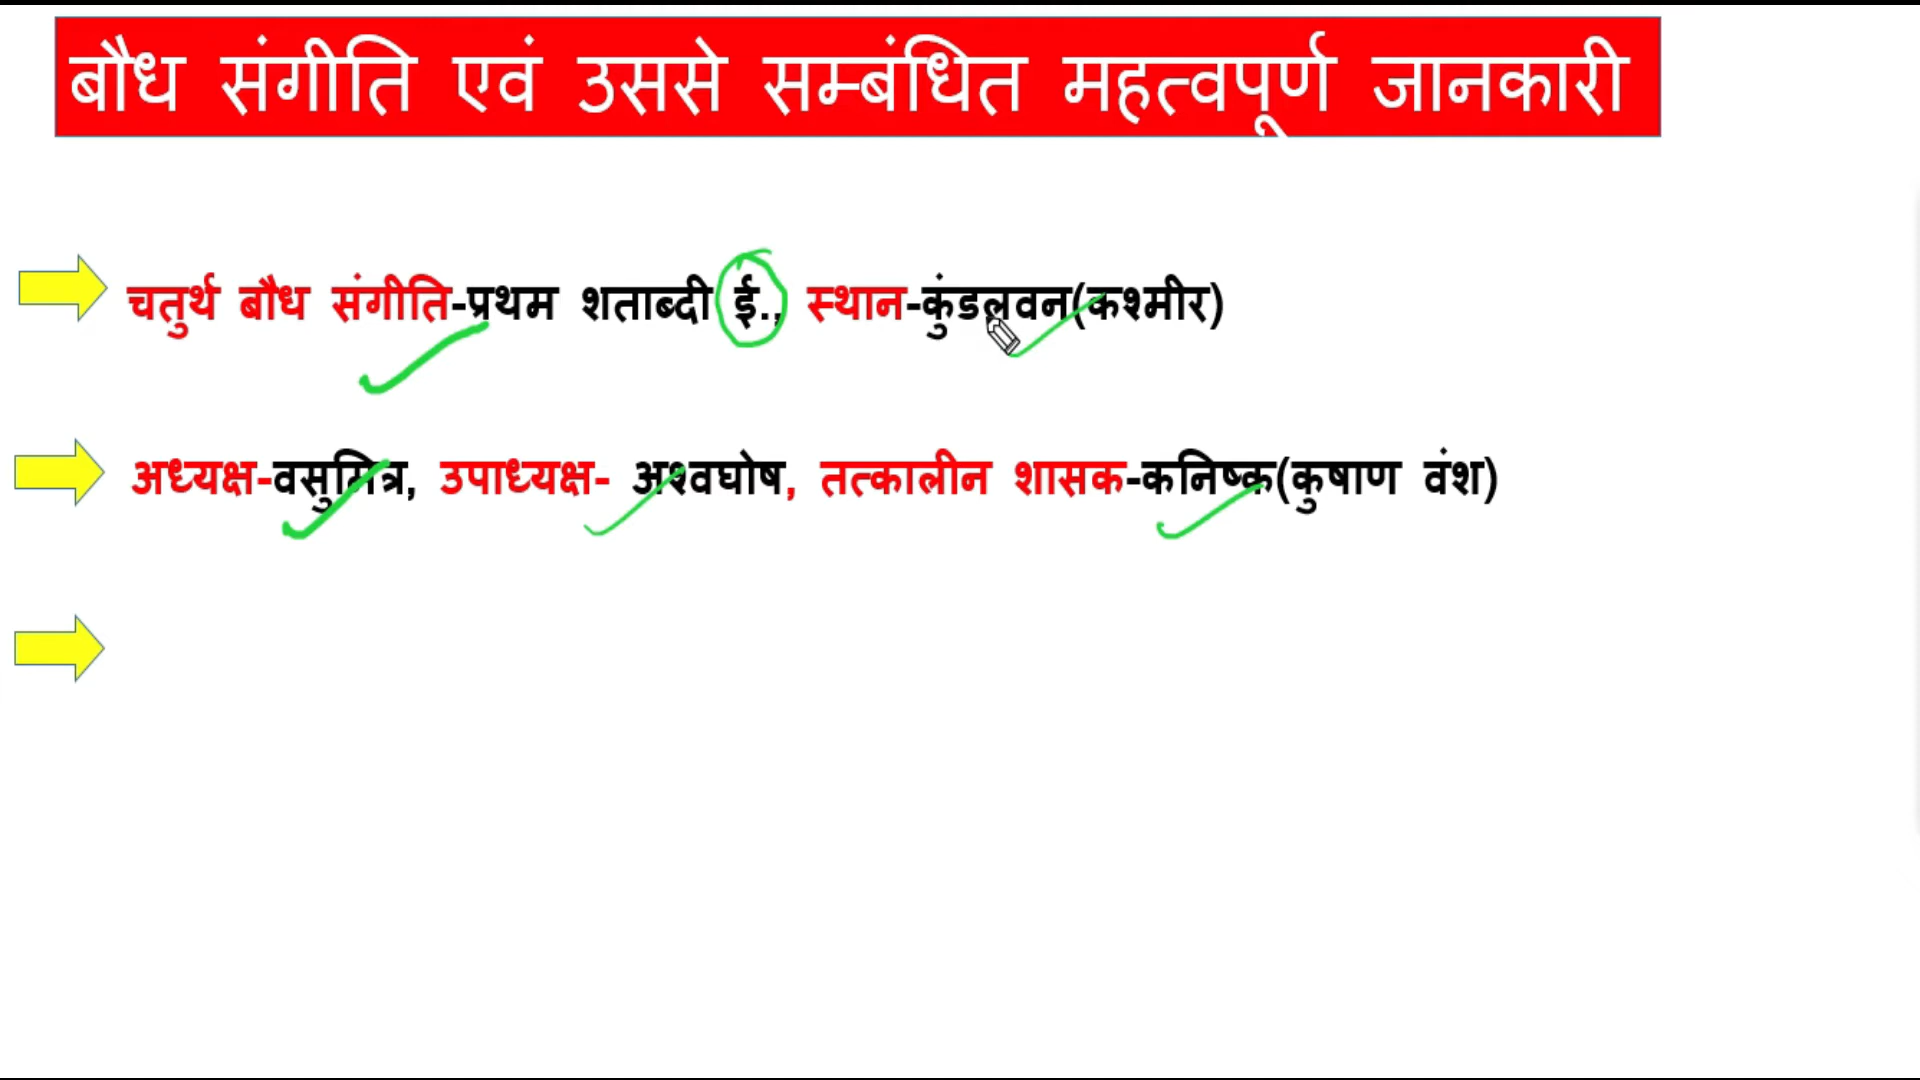 बौध संगीति एवं उससे सम्बंधित महत्वपूर्ण जानकारी
चतुर्थ बौध संगीति-प्रथम शताब्दी ई., स्थान-कुंडलवन(कश्मीर)
अध्यक्ष-वसुमित्र, उपाध्यक्ष- अश्वघोष, तत्कालीन शासक-कनिष्क(कुषाण वंश)